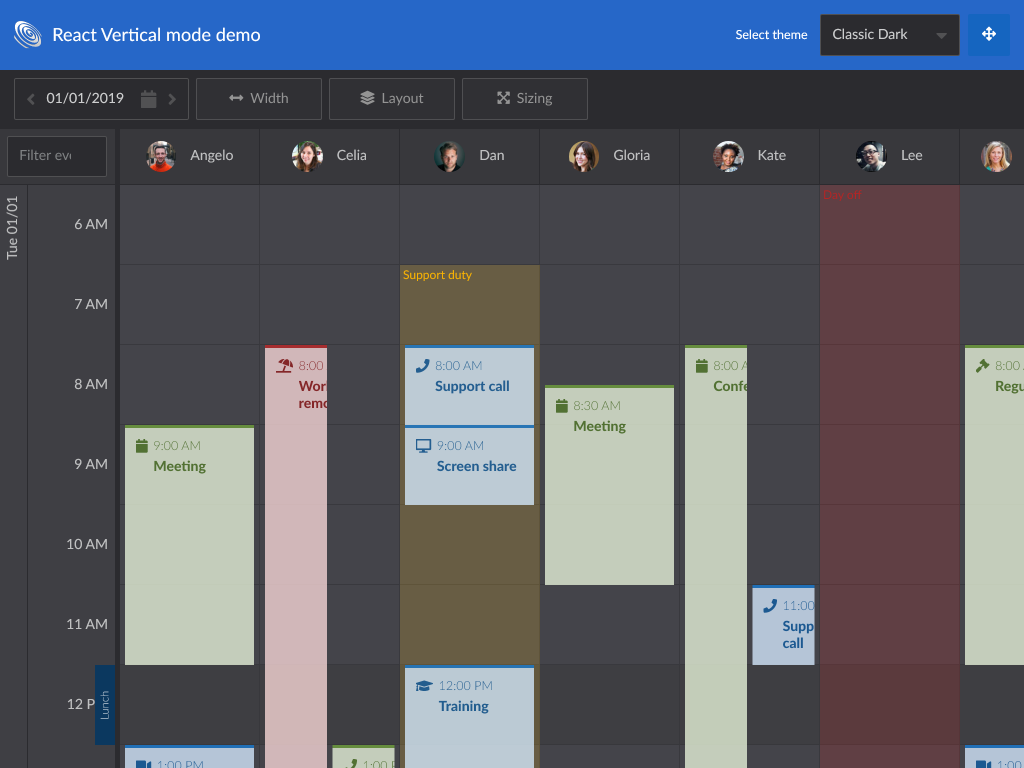 React Vertical mode demo
Select theme
Classic Dark
01/01/2019
Width
Layout
Sizing
Filter eve
Angelo
Celia
Dan
Gloria
Kate
Lee
Tue 01/01
6 AM
7 AM
8 AM
9 AM
10 AM
11 AM
12 P
Lunch
Day off
Support duty
8:00
Wor
remo
8:00 AM
Support call
9:00 AM
Screen share
8:30 AM
Meeting
8:00 A
Confe
8:00
Regu
9:00 AM
Meeting
11:00
Supp
call
12:00 PM
Training
1:00 PM
1:00 P
1:00